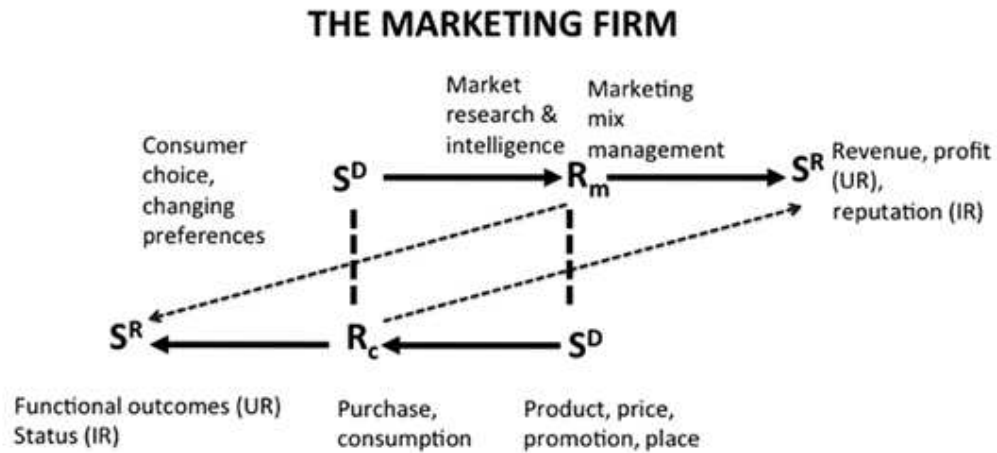 THE MARKETING FIRM
Market
research &
intelligence
Marketing
mix
management
Consumer
choice,
changing
preferences
S^D
R_m
S^R
Revenue, profit
(UR),
reputation (IR)
S^R
R_c
S^D
Functional outcomes (UR)
Status (IR)
Purchase,
consumption
Product, price,
promotion, place